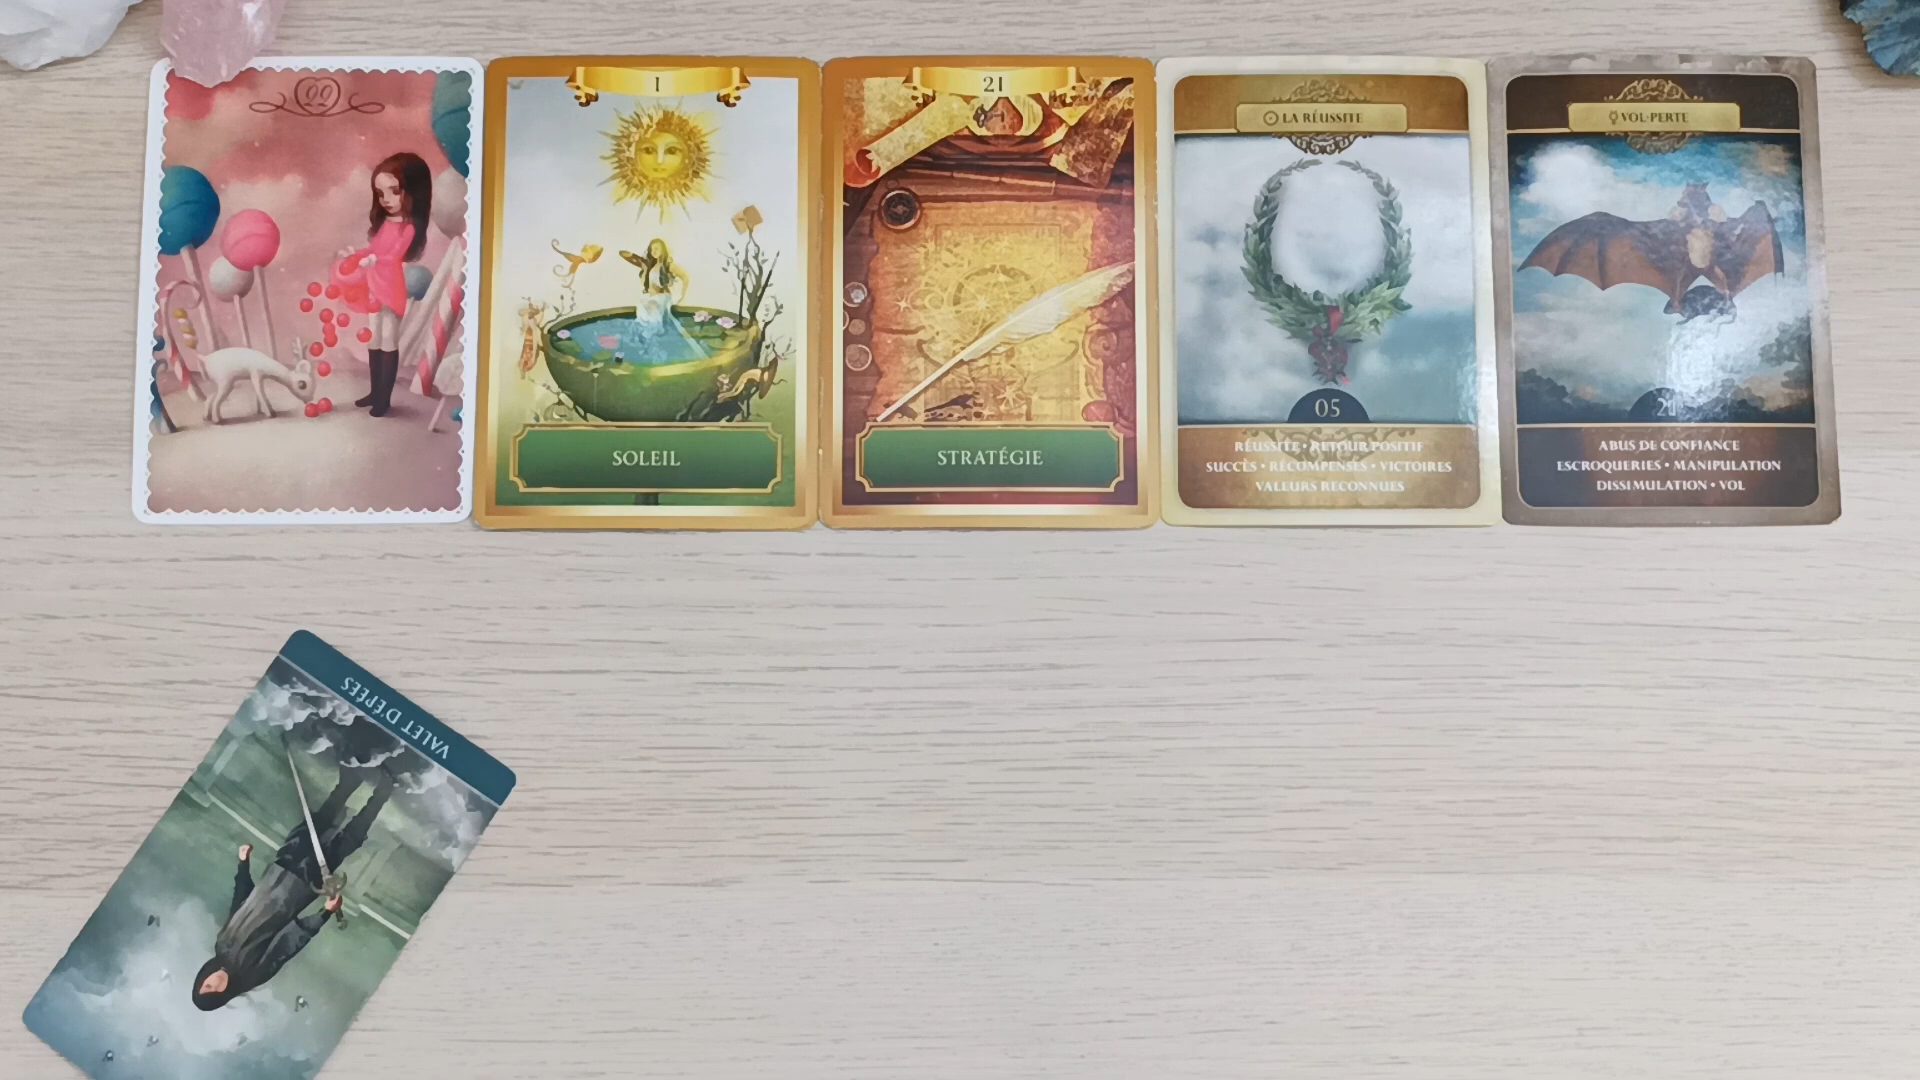 99
1
SOLEIL
21
STRATÉGIE
LA RÉUSSITE
05
RÉUSSITE • RETOUR POSITIF
SUCCÈS • RÉCOMPENSES • VICTOIRES
VALEURS RECONNUES
VOL-PERTE
ABUS DE CONFIANCE
ESCROQUERIES • MANIPULATION
DISSIMULATION • VOL
VALET D'ÉPÉES